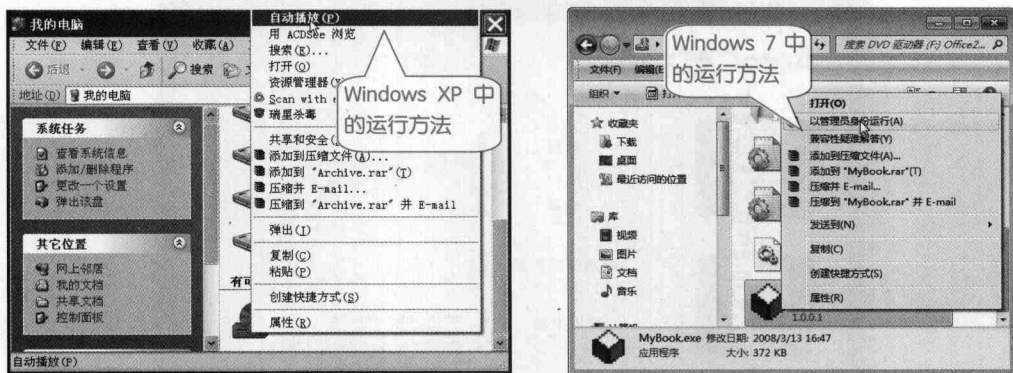 我的电脑
文件(F) 编辑(E) 查看(V) 收藏(A)
后退 搜索
地址(D) 我的电脑
系统任务
查看系统信息
添加/删除程序
更改一个设置
弹出该盘
其它位置
网上邻居
我的文档
共享文档
控制面板
自动播放(P)
自动播放(P)
用 ACDSee 浏览
搜索(E)...
打开(O)
资源管理器
Scan with
瑞星杀毒
共享和安全
添加到压缩文件(A)...
添加到 "Archive.rar"(T)
压缩并 E-mail...
压缩到 "Archive.rar" 并 E-mail
弹出(J)
复制(C)
粘贴(P)
创建快捷方式(S)
属性(R)
Windows XP 中
的运行方法
搜索 DVD 驱动器 (F:) Office2...
文件(F)
组织
收藏夹
下载
桌面
最近访问的位置
库
视频
图片
文档
音乐
打开(O)
以管理员身份运行(A)
兼容性疑难解答(Y)
添加到压缩文件(A)...
添加到 "MyBook.rar"(T)
压缩并 E-mail...
压缩到 "MyBook.rar" 并 E-mail
发送到(N)
复制(C)
创建快捷方式(S)
属性(R)
1.0.0.1
MyBook.exe 修改日期: 2008/3/13 16:47
应用程序 大小: 372 KB
Windows 7 中
的运行方法